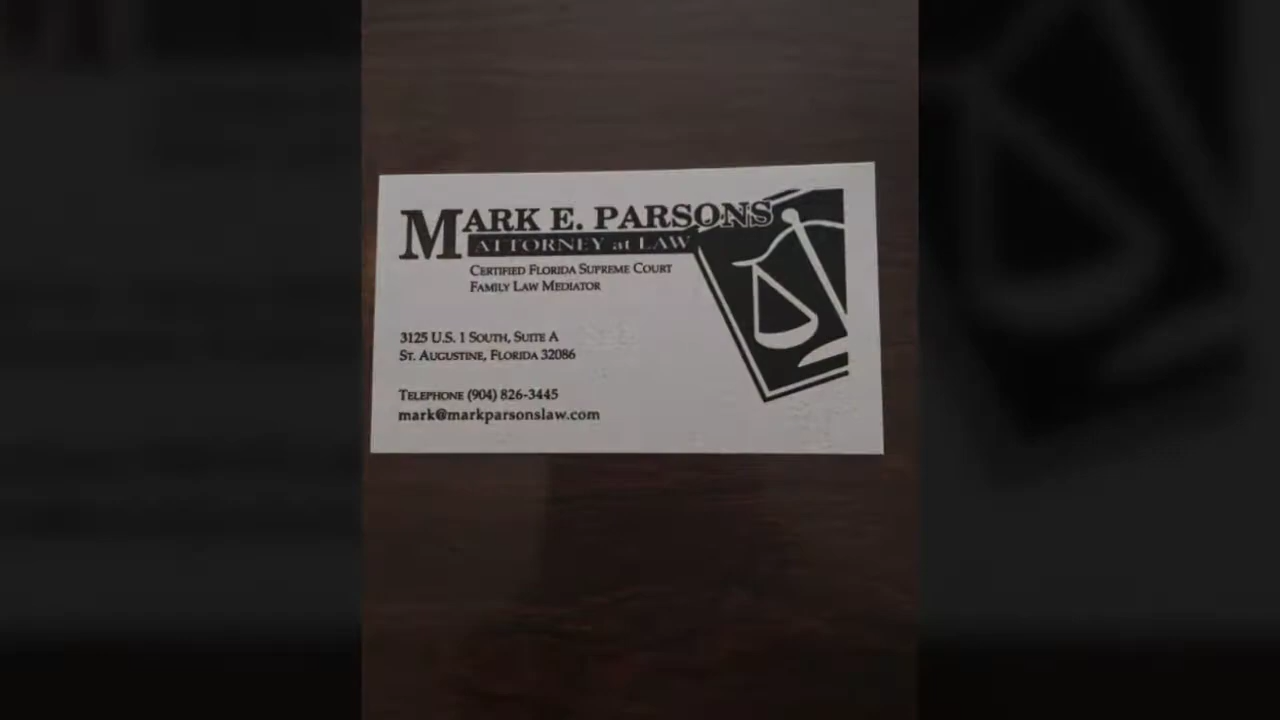 MARK E. PARSONS
ATTORNEY at LAW
CERTIFIED FLORIDA SUPREME COURT
FAMILY LAW MEDIATOR
3125 U.S. 1 SOUTH, SUITE A
ST. AUGUSTINE, FLORIDA 32086
TELEPHONE (904) 826-3445
mark@markparsonslaw.com